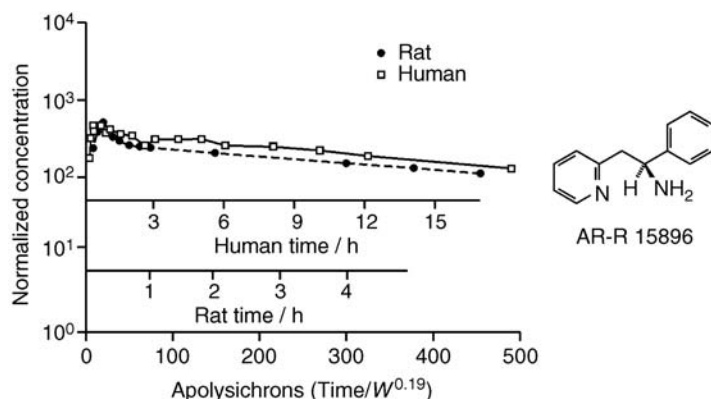 Normalized concentration
10⁴
10³
10²
10¹
10⁰
Rat
Human
3 6 9 12 15
Human time / h
1 2 3 4
Rat time / h
0 100 200 300 400 500
Apolysichrons (Time/W⁰·¹⁹)
N
H NH₂
AR-R 15896